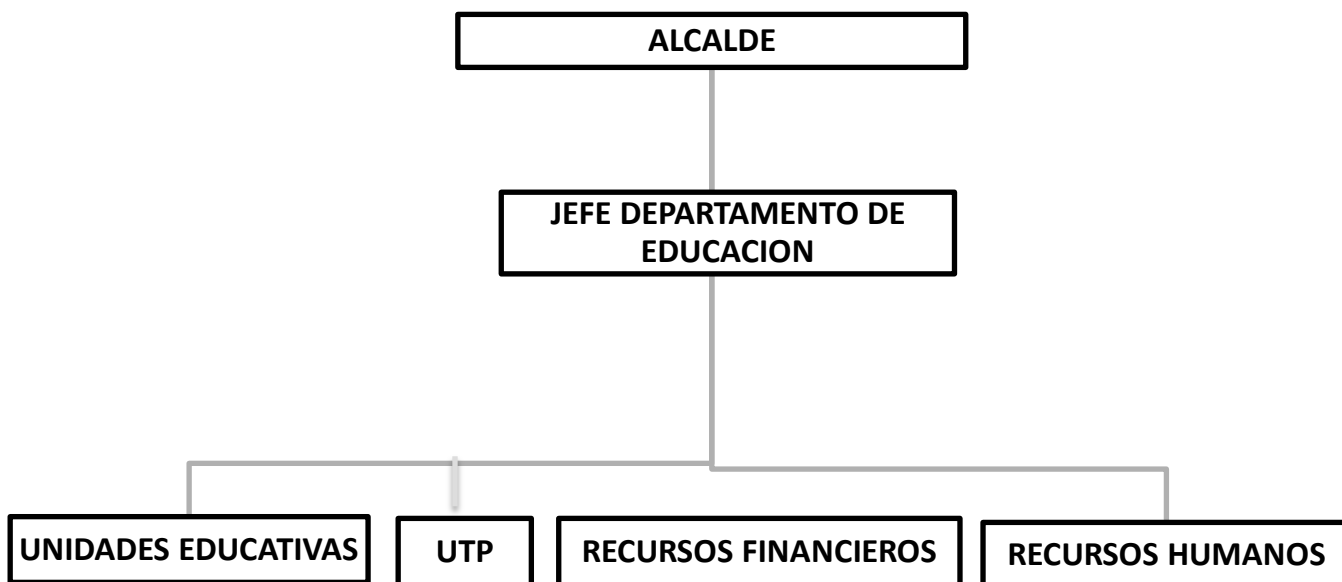 ALCALDE
JEFE DEPARTAMENTO DE
EDUCACION
UNIDADES EDUCATIVAS
UTP
RECURSOS FINANCIEROS
RECURSOS HUMANOS